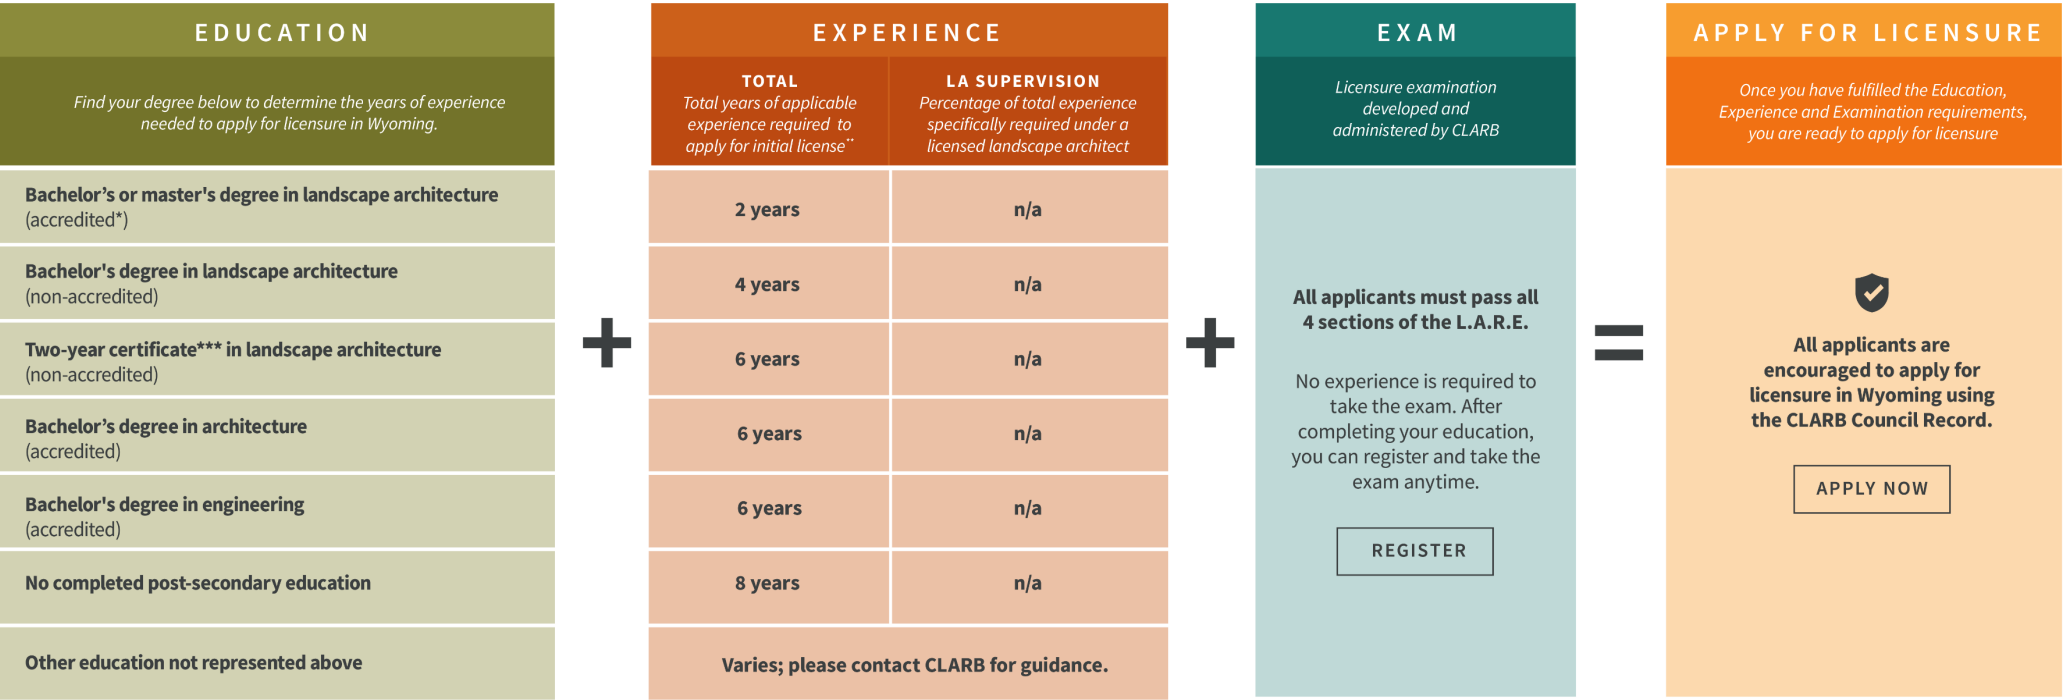 EDUCATION
Find your degree below to determine the years of experience
needed to apply for licensure in Wyoming.
Bachelor’s or master's degree in landscape architecture
(accredited*)
Bachelor's degree in landscape architecture
(non-accredited)
Two-year certificate*** in landscape architecture
(non-accredited)
Bachelor’s degree in architecture
(accredited)
Bachelor's degree in engineering
(accredited)
No completed post-secondary education
Other education not represented above
+
EXPERIENCE
TOTAL
Total years of applicable
experience required to
apply for initial license**
LA SUPERVISION
Percentage of total experience
specifically required under a
licensed landscape architect
2 years n/a
4 years n/a
6 years n/a
6 years n/a
6 years n/a
8 years n/a
Varies; please contact CLARB for guidance.
+
EXAM
Licensure examination
developed and
administered by CLARB
All applicants must pass all
4 sections of the L.A.R.E.
No experience is required to
take the exam. After
completing your education,
you can register and take the
exam anytime.
REGISTER
=
APPLY FOR LICENSURE
Once you have fulfilled the Education,
Experience and Examination requirements,
you are ready to apply for licensure
All applicants are
encouraged to apply for
licensure in Wyoming using
the CLARB Council Record.
APPLY NOW